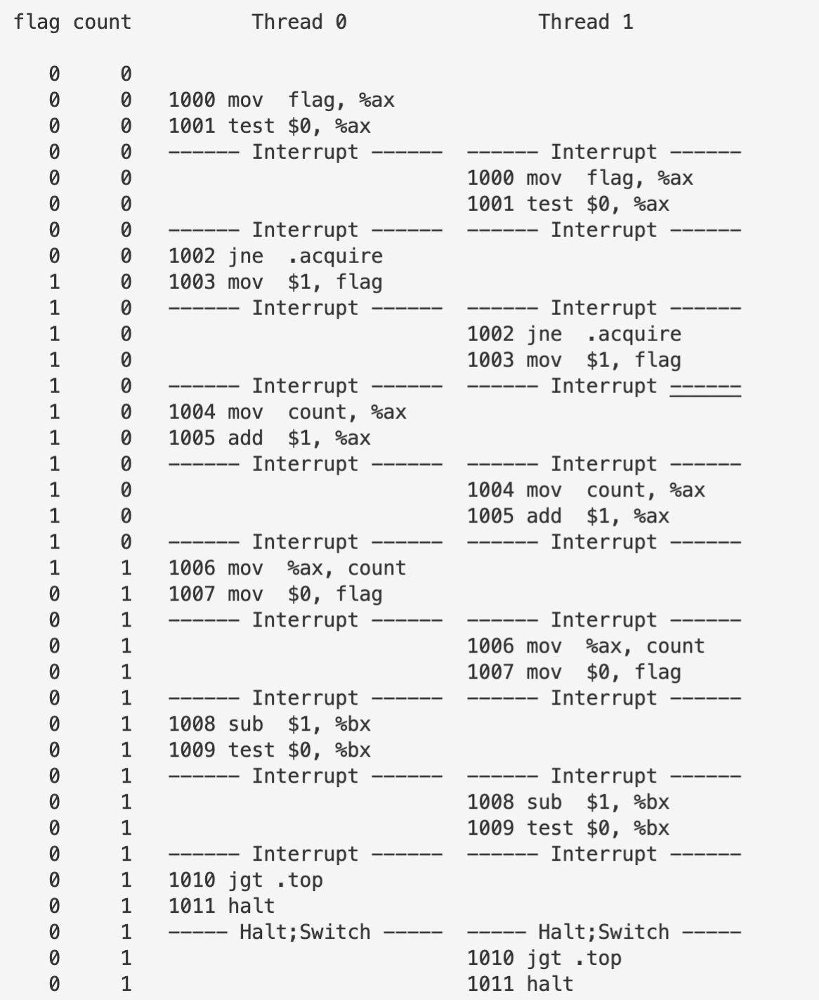 flag count          Thread 0                Thread 1
   0     0
   0     0   1000 mov  flag, %ax
   0     0   1001 test $0, %ax
   0     0   ------ Interrupt ------  ------ Interrupt ------
   0     0                            1000 mov  flag, %ax
   0     0                            1001 test $0, %ax
   0     0   ------ Interrupt ------  ------ Interrupt ------
   0     0   1002 jne  .acquire
   1     0   1003 mov  $1, flag
   1     0   ------ Interrupt ------  ------ Interrupt ------
   1     0                            1002 jne  .acquire
   1     0                            1003 mov  $1, flag
   1     0   ------ Interrupt ------  ------ Interrupt ------
   1     0   1004 mov  count, %ax
   1     0   1005 add  $1, %ax
   1     0   ------ Interrupt ------  ------ Interrupt ------
   1     0                            1004 mov  count, %ax
   1     0                            1005 add  $1, %ax
   1     0   ------ Interrupt ------  ------ Interrupt ------
   1     1   1006 mov  %ax, count
   0     1   1007 mov  $0, flag
   0     1   ------ Interrupt ------  ------ Interrupt ------
   0     1                            1006 mov  %ax, count
   0     1                            1007 mov  $0, flag
   0     1   ------ Interrupt ------  ------ Interrupt ------
   0     1   1008 sub  $1, %bx
   0     1   1009 test $0, %bx
   0     1   ------ Interrupt ------  ------ Interrupt ------
   0     1                            1008 sub  $1, %bx
   0     1                            1009 test $0, %bx
   0     1   ------ Interrupt ------  ------ Interrupt ------
   0     1   1010 jgt .top
   0     1   1011 halt
   0     1   ----- Halt;Switch -----  ----- Halt;Switch -----
   0     1                            1010 jgt .top
   0     1                            1011 halt